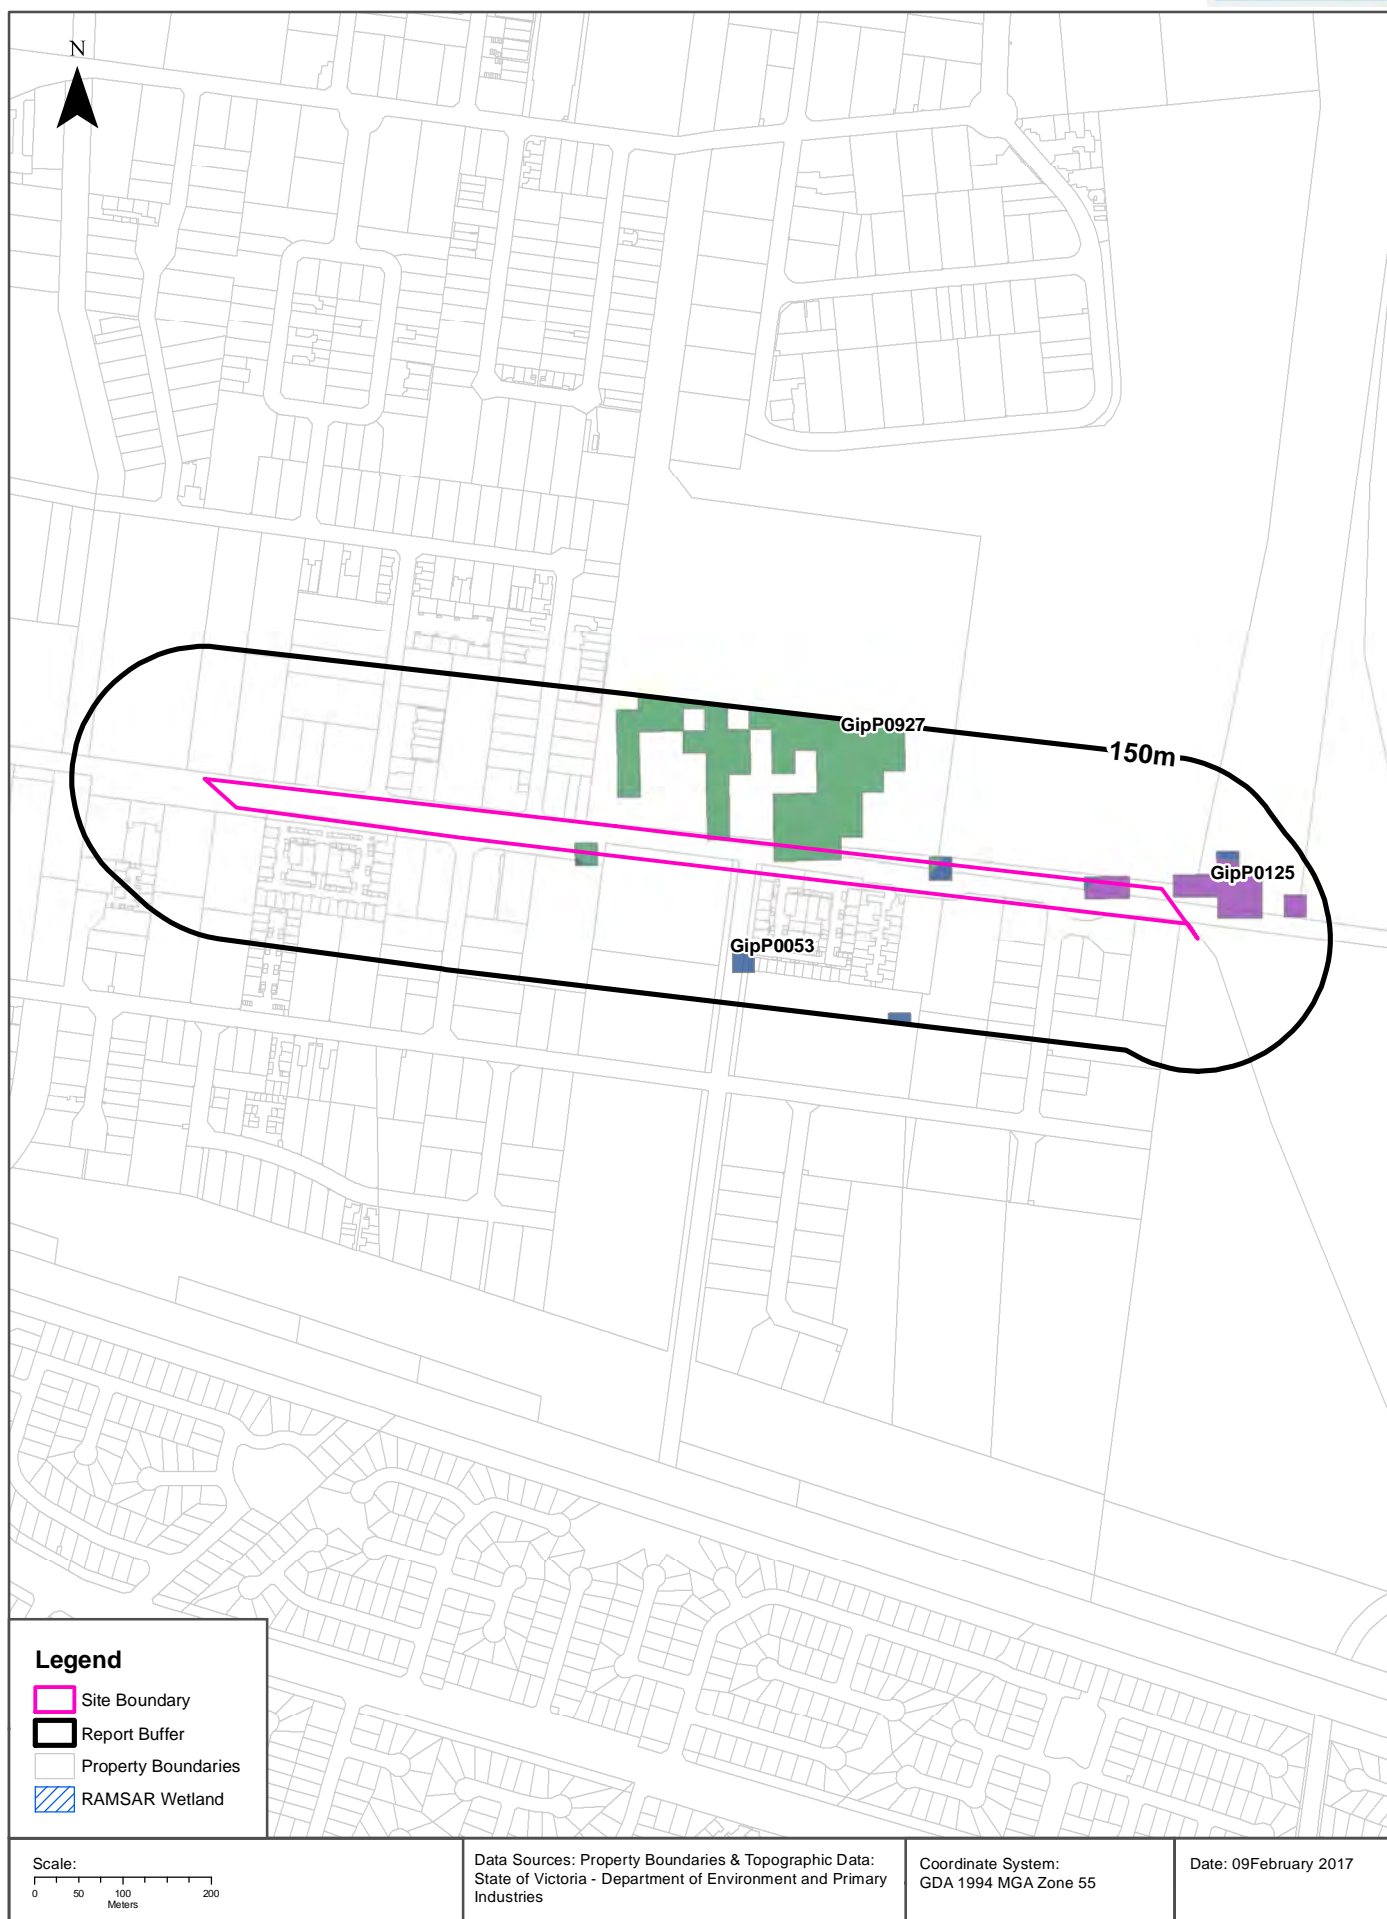 N
GipP0927
150m
GipP0125
GipP0053
Legend
Site Boundary
Report Buffer
Property Boundaries
RAMSAR Wetland
Scale:
0 50 100 200
Meters
Data Sources: Property Boundaries & Topographic Data:
State of Victoria - Department of Environment and Primary
Industries
Coordinate System:
GDA 1994 MGA Zone 55
Date: 09February 2017